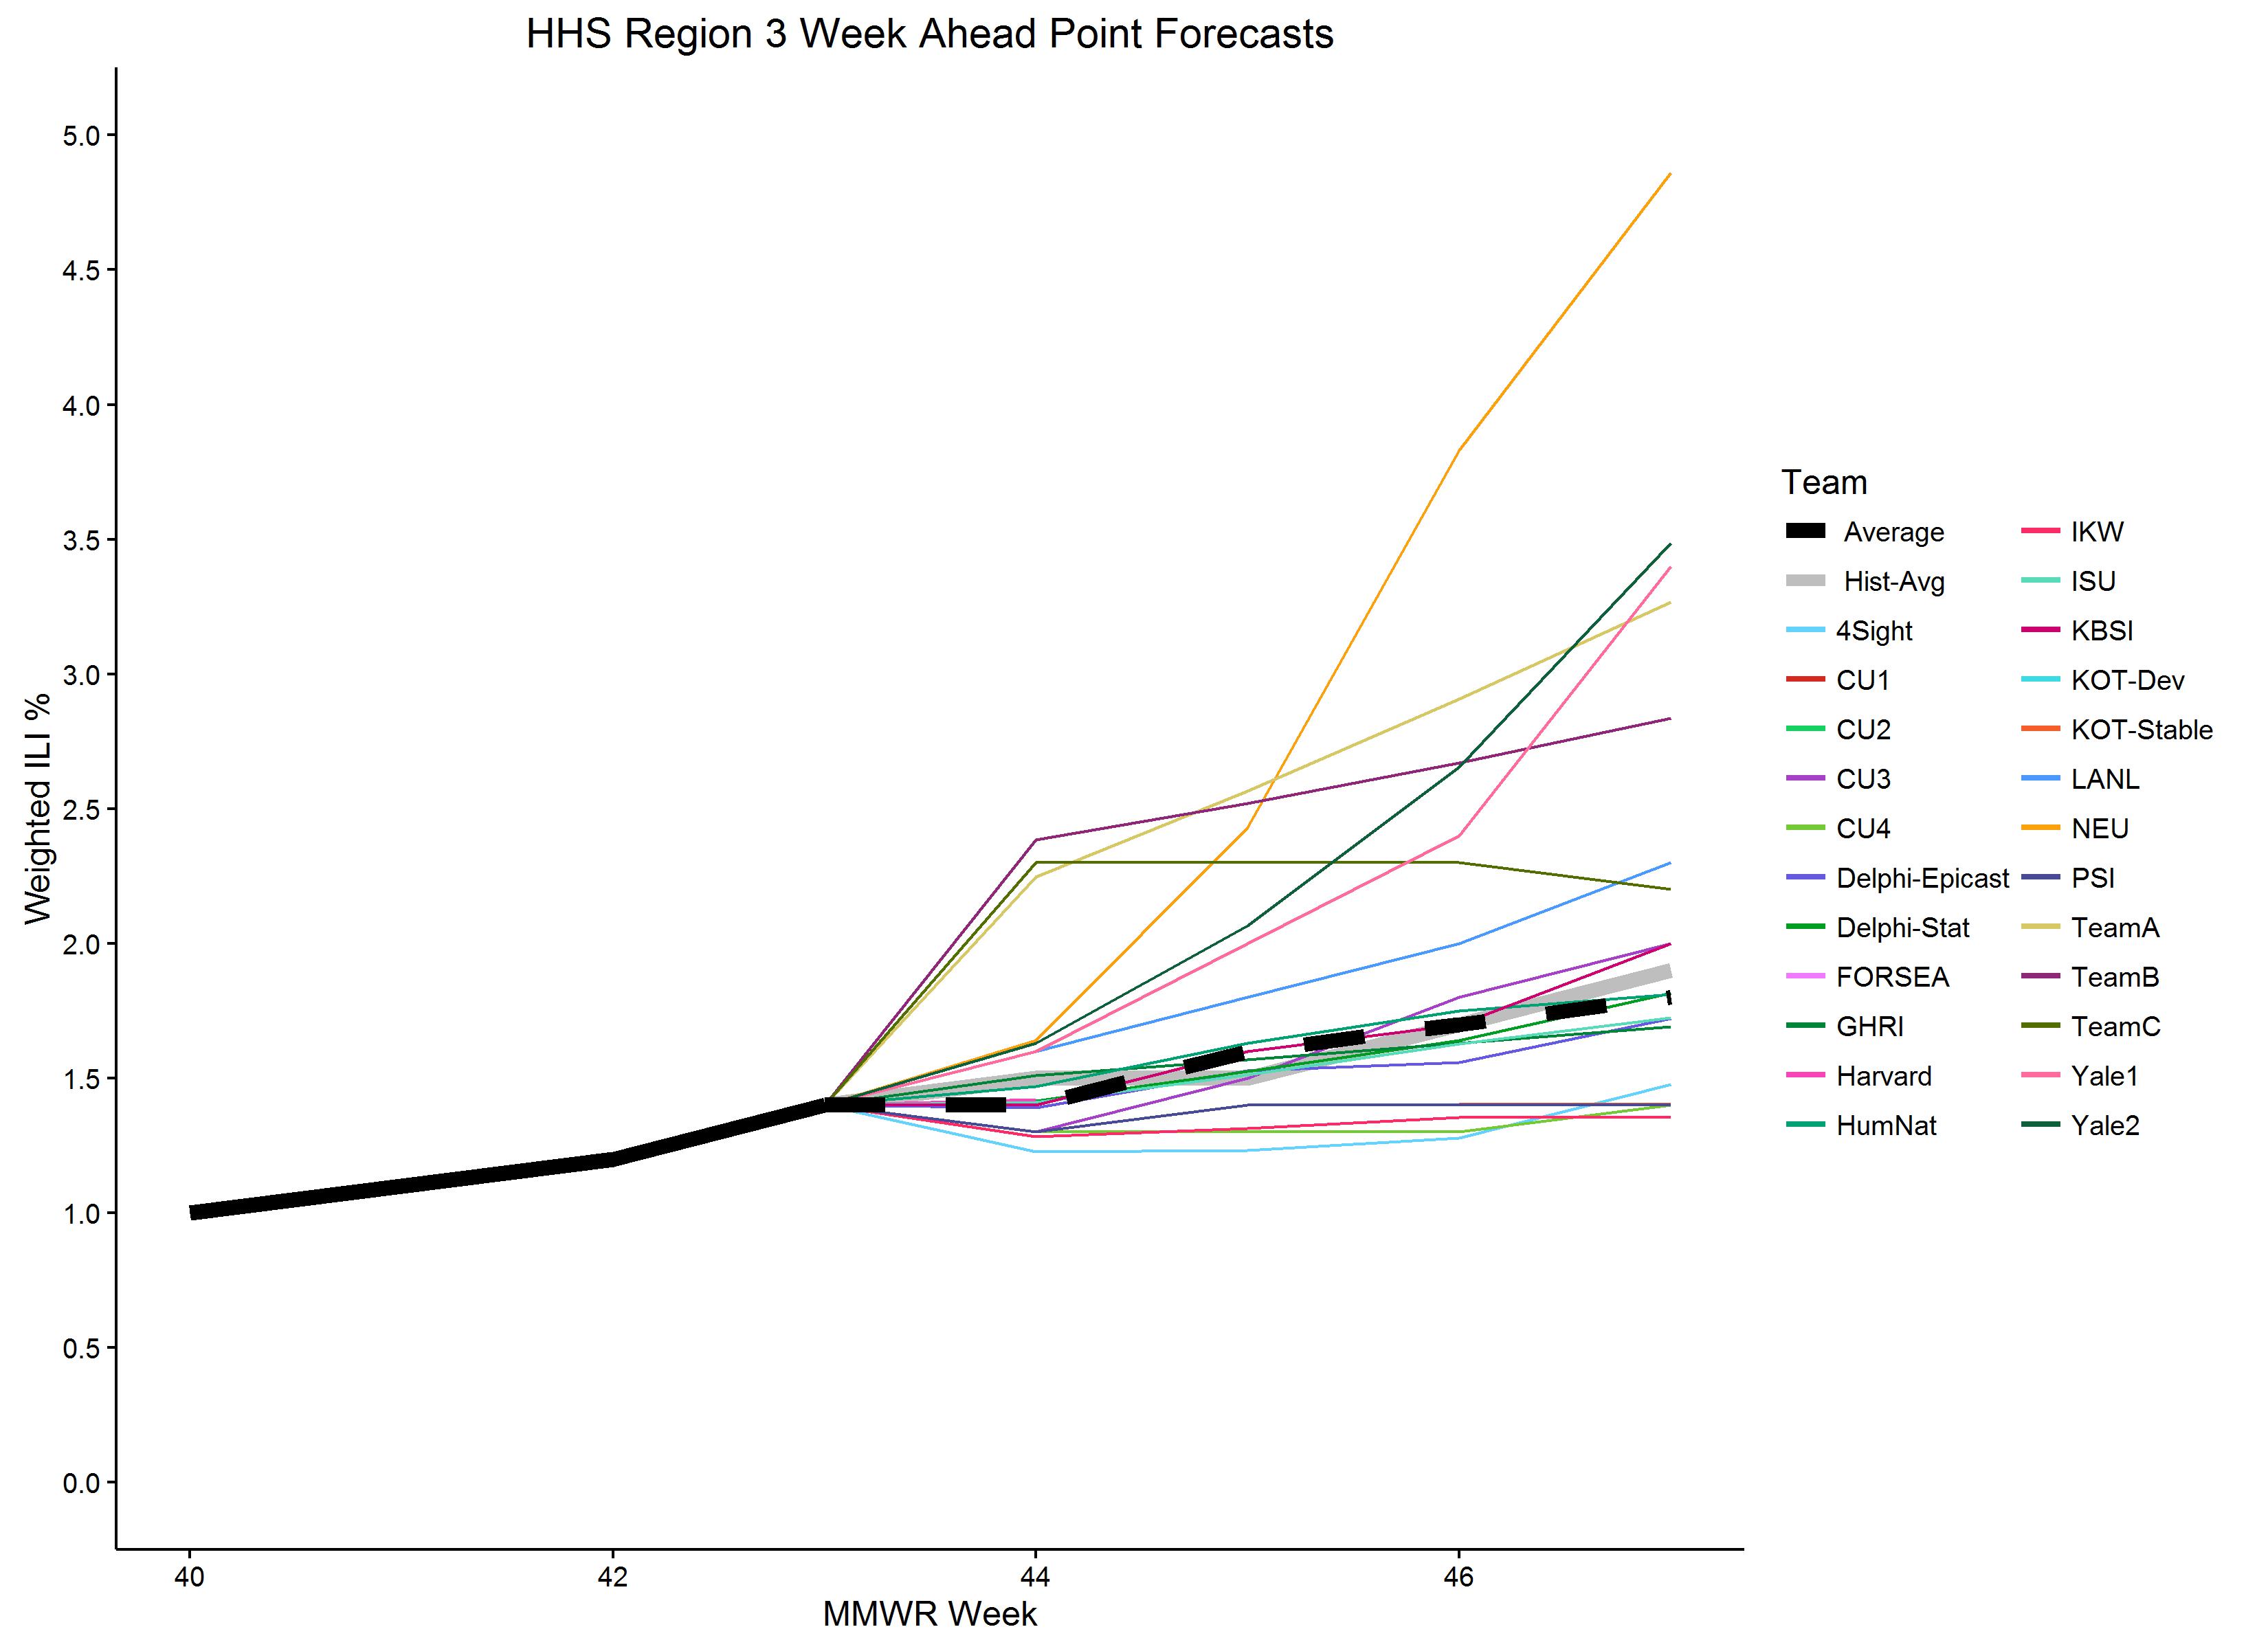 HHS Region 3 Week Ahead Point Forecasts
5.0
4.5
4.0
3.5
3.0
2.5
2.0
1.5
1.0
0.5
0.0
Weighted ILI %
40
42
44
46
MMWR Week
Team
Average
Hist-Avg
4Sight
CU1
CU2
CU3
CU4
Delphi-Epicast
Delphi-Stat
FORSEA
GHRI
Harvard
HumNat
IKW
ISU
KBSI
KOT-Dev
KOT-Stable
LANL
NEU
PSI
TeamA
TeamB
TeamC
Yale1
Yale2